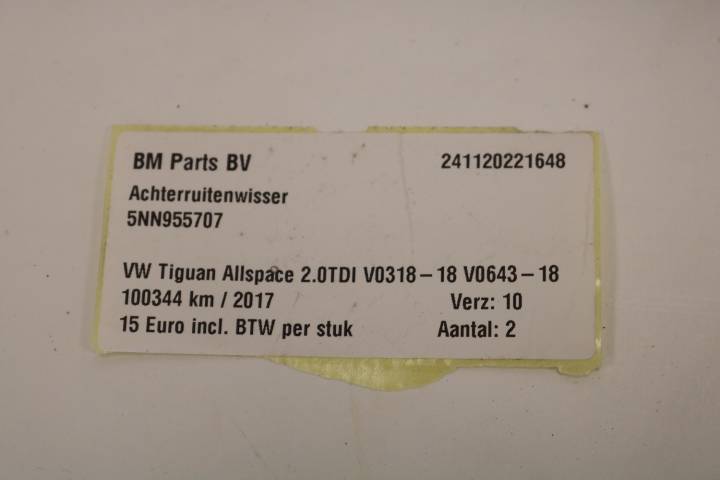 BM Parts BV 241120221648
Achterruitenwisser
5NN955707
VW Tiguan Allspace 2.0TDI V0318-18 V0643-18
100344 km / 2017 Verz: 10
15 Euro incl. BTW per stuk Aantal: 2